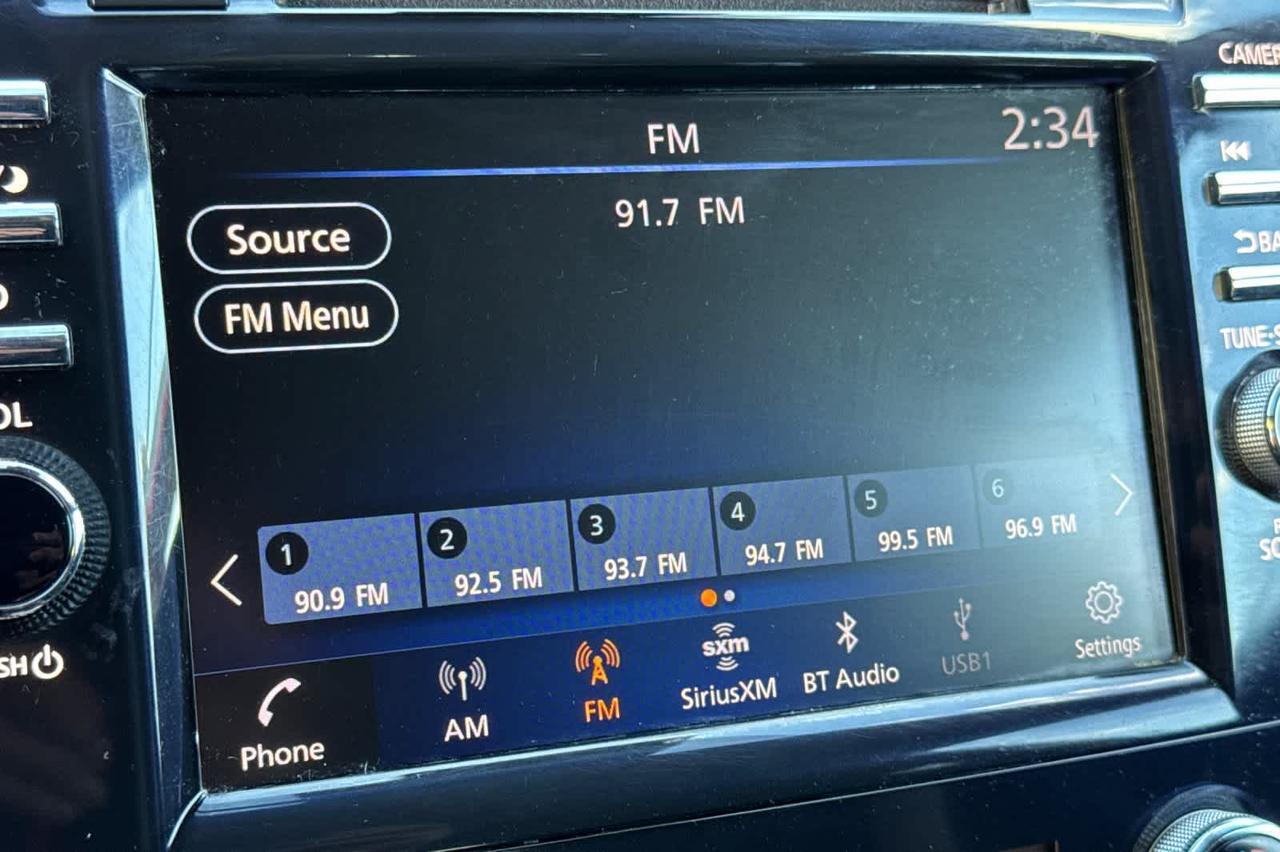 CAMER
FM
2:34
91.7 FM
Source
FM Menu
BA
TUNE·S
OL
1
2
3
4
5
6
90.9 FM
92.5 FM
93.7 FM
94.7 FM
99.5 FM
96.9 FM
SH
Phone
AM
FM
sxm
SiriusXM
BT Audio
USB1
Settings